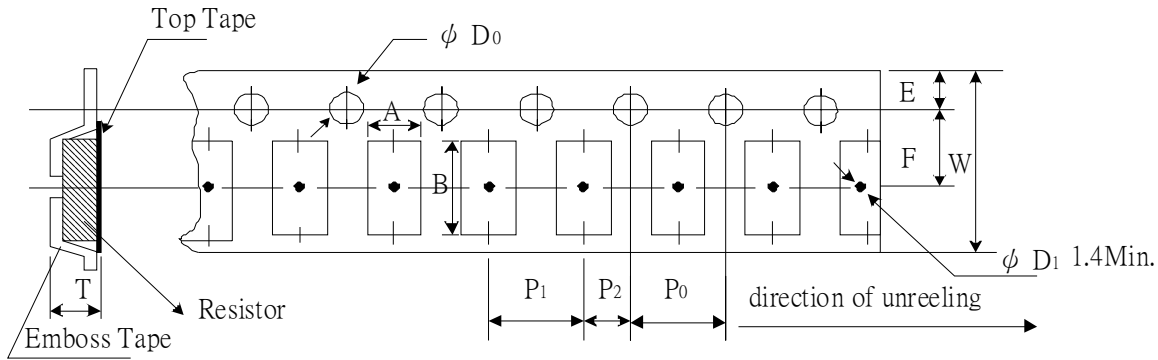 Top Tape
ϕ D₀
E
A
F
W
B
ϕ D₁ 1.4Min.
T
P₁
P₂
P₀
direction of unreeling
Resistor
Emboss Tape